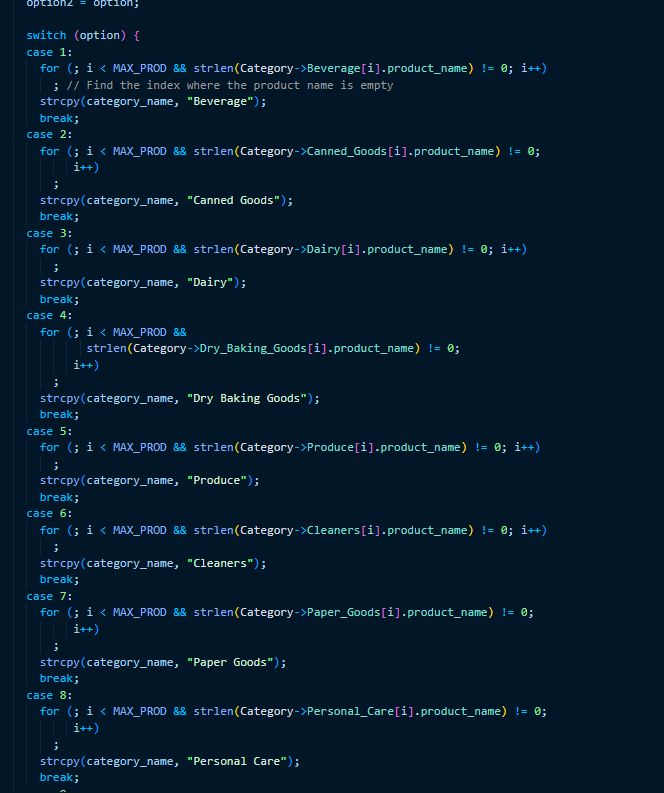 option2 = option;
switch (option) {
case 1:
for (; i < MAX_PROD && strlen(Category->Beverage[i].product_name) != 0; i++)
; // Find the index where the product name is empty
strcpy(category_name, "Beverage");
break;
case 2:
for (; i < MAX_PROD && strlen(Category->Canned_Goods[i].product_name) != 0;
i++)
;
strcpy(category_name, "Canned Goods");
break;
case 3:
for (; i < MAX_PROD && strlen(Category->Dairy[i].product_name) != 0; i++)
;
strcpy(category_name, "Dairy");
break;
case 4:
for (; i < MAX_PROD &&
strlen(Category->Dry_Baking_Goods[i].product_name) != 0;
i++)
;
strcpy(category_name, "Dry Baking Goods");
break;
case 5:
for (; i < MAX_PROD && strlen(Category->Produce[i].product_name) != 0; i++)
;
strcpy(category_name, "Produce");
break;
case 6:
for (; i < MAX_PROD && strlen(Category->Cleaners[i].product_name) != 0; i++)
;
strcpy(category_name, "Cleaners");
break;
case 7:
for (; i < MAX_PROD && strlen(Category->Paper_Goods[i].product_name) != 0;
i++)
;
strcpy(category_name, "Paper Goods");
break;
case 8:
for (; i < MAX_PROD && strlen(Category->Personal_Care[i].product_name) != 0;
i++)
;
strcpy(category_name, "Personal Care");
break;